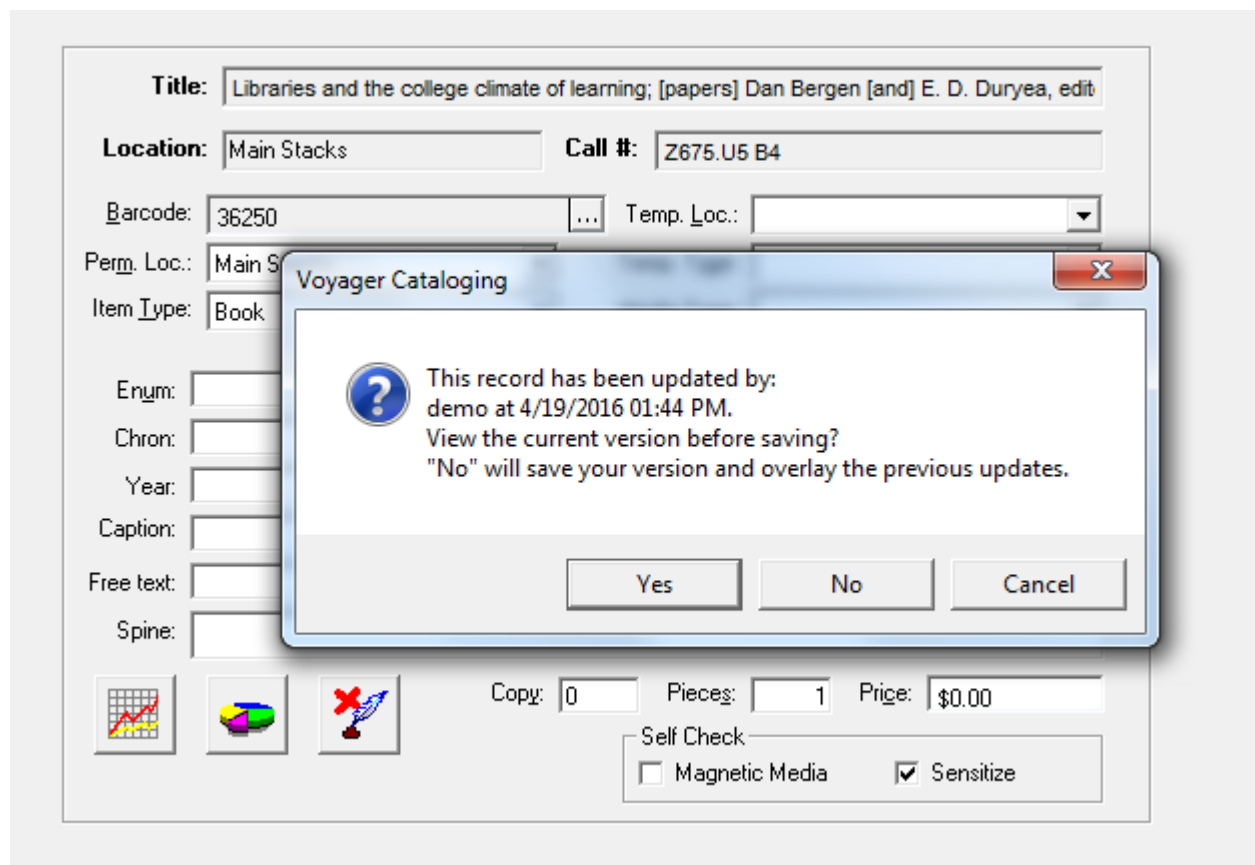 Title: Libraries and the college climate of learning; [papers] Dan Bergen [and] E. D. Duryea, edit
Location: Main Stacks Call #: Z675.U5 B4
Barcode: 36250 ... Temp. Loc.:
Perm. Loc.: Main S
Item Type: Book
Voyager Cataloging
This record has been updated by:
demo at 4/19/2016 01:44 PM.
View the current version before saving?
"No" will save your version and overlay the previous updates.
Yes No Cancel
Enum:
Chron:
Year:
Caption:
Free text:
Spine:
Copy: 0 Pieces: 1 Price: $0.00
Self Check
Magnetic Media Sensitize